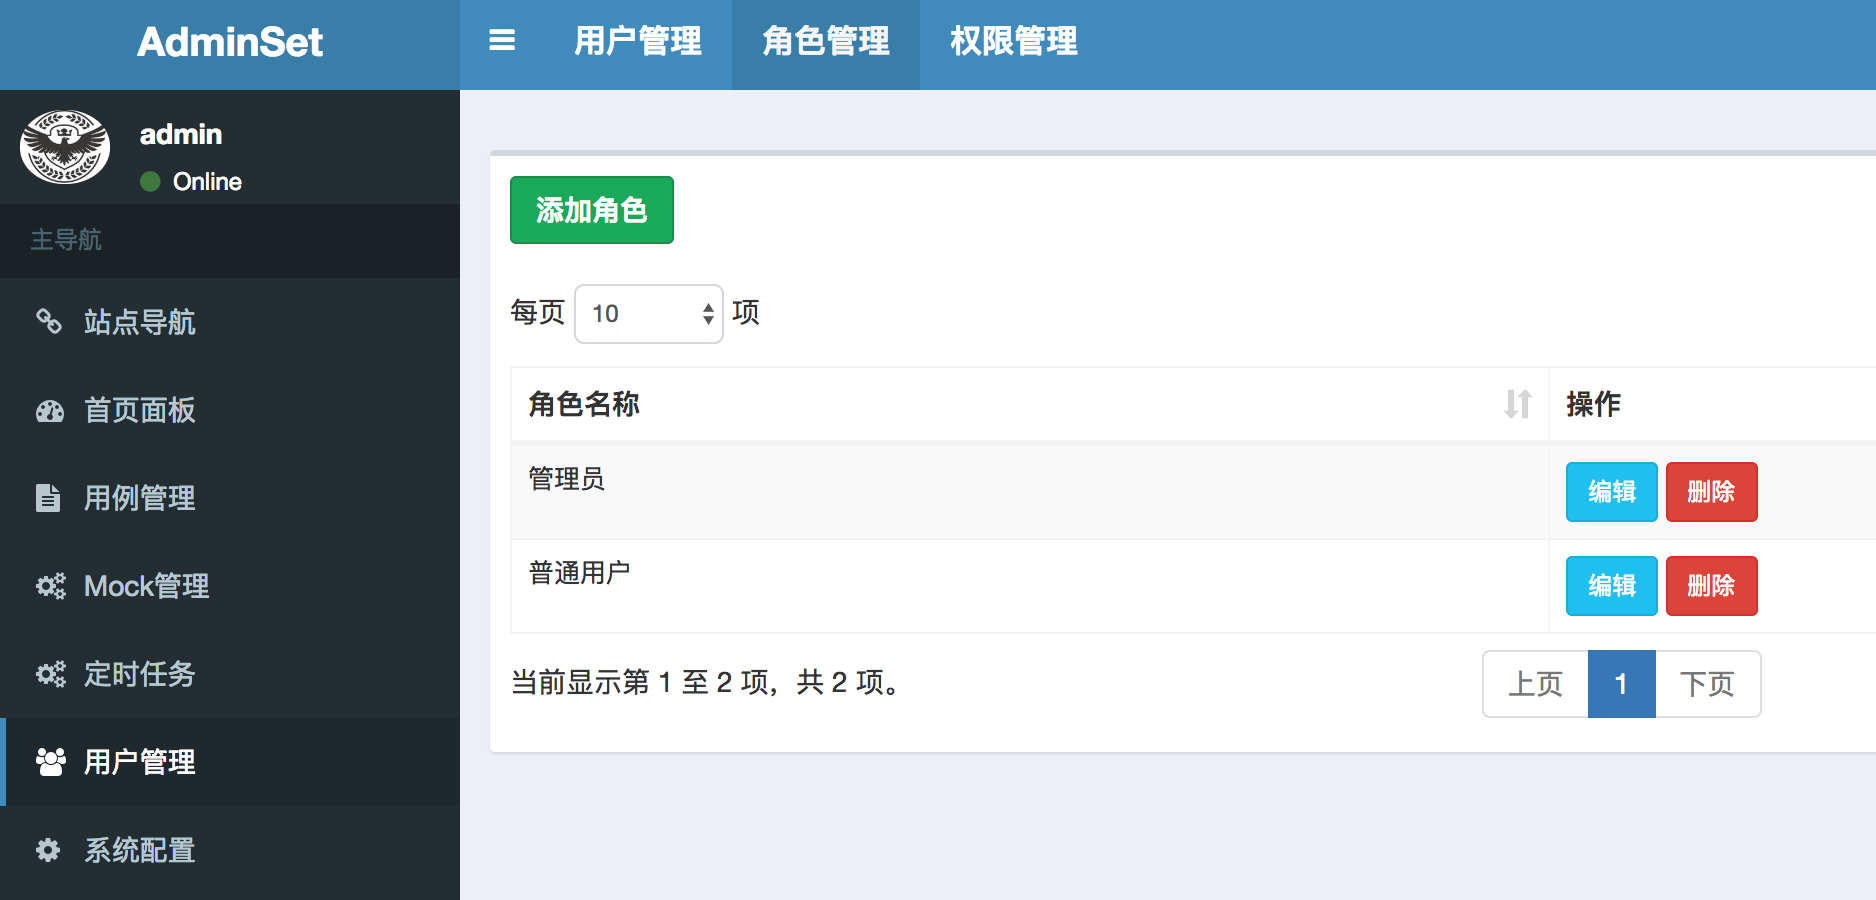 AdminSet
用户管理 角色管理 权限管理
admin
Online
主导航
站点导航
首页面板
用例管理
Mock管理
定时任务
用户管理
系统配置
添加角色
每页 10 项
角色名称 操作
管理员 编辑 删除
普通用户 编辑 删除
当前显示第 1 至 2 项，共 2 项。
上页 1 下页